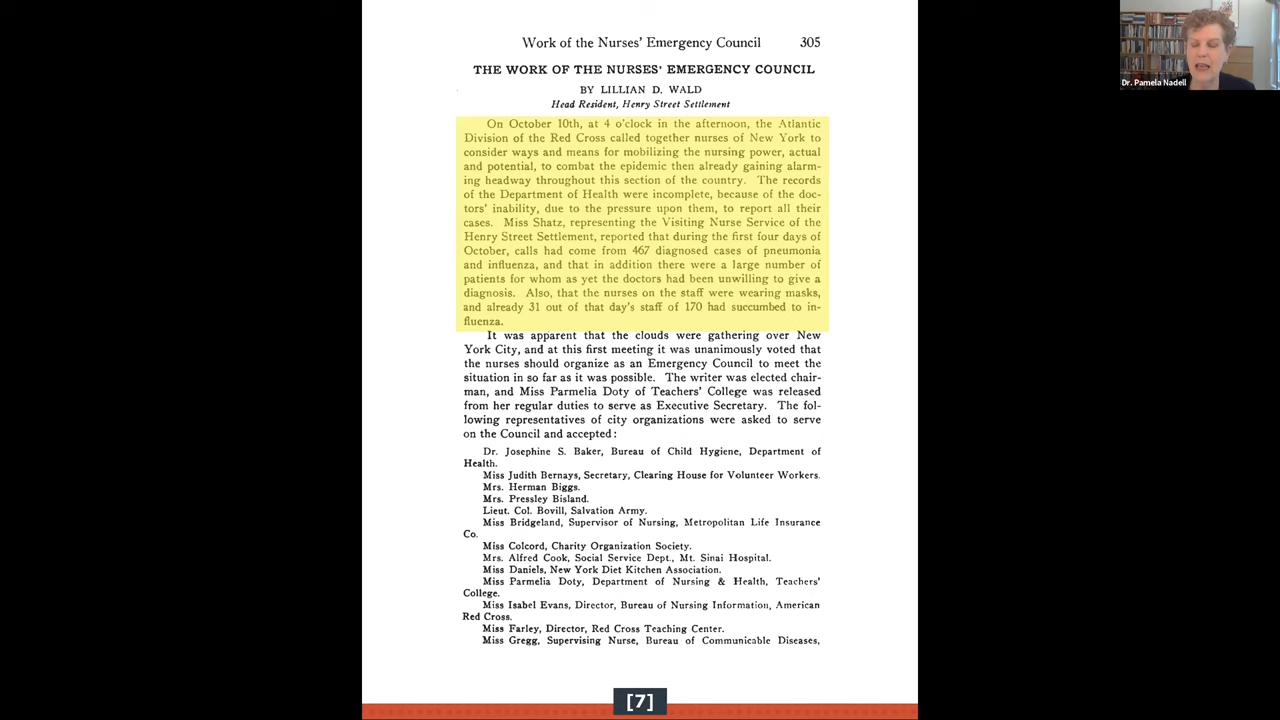 Work of the Nurses' Emergency Council 305
THE WORK OF THE NURSES' EMERGENCY COUNCIL
BY LILLIAN D. WALD
Head Resident, Henry Street Settlement
On October 10th, at 4 o'clock in the afternoon, the Atlantic
Division of the Red Cross called together nurses of New York to
consider ways and means for mobilizing the nursing power, actual
and potential, to combat the epidemic then already gaining alarm-
ing headway throughout this section of the country. The records
of the Department of Health were incomplete, because of the doc-
tors' inability, due to the pressure upon them, to report all their
cases. Miss Shatz, representing the Visiting Nurse Service of the
Henry Street Settlement, reported that during the first four days of
October, calls had come from 467 diagnosed cases of pneumonia
and influenza, and that in addition there were a large number of
patients for whom as yet the doctors had been unwilling to give a
diagnosis. Also, that the nurses on the staff were wearing masks,
and already 31 out of that day's staff of 170 had succumbed to in-
fluenza.
It was apparent that the clouds were gathering over New
York City, and at this first meeting it was unanimously voted that
the nurses should organize as an Emergency Council to meet the
situation in so far as it was possible. The writer was elected chair-
man, and Miss Parmelia Doty of Teachers' College was released
from her regular duties to serve as Executive Secretary. The fol-
lowing representatives of city organizations were asked to serve
on the Council and accepted:
Dr. Josephine S. Baker, Bureau of Child Hygiene, Department of
Health.
Miss Judith Bernays, Secretary, Clearing House for Volunteer Workers.
Mrs. Herman Biggs.
Mrs. Pressley Bisland.
Lieut. Col. Bovill, Salvation Army.
Miss Bridgeland, Supervisor of Nursing, Metropolitan Life Insurance
Co.
Miss Colcord, Charity Organization Society.
Mrs. Alfred Cook, Social Service Dept., Mt. Sinai Hospital.
Miss Daniels, New York Diet Kitchen Association.
Miss Parmelia Doty, Department of Nursing & Health, Teachers'
College.
Miss Isabel Evans, Director, Bureau of Nursing Information, American
Red Cross.
Miss Farley, Director, Red Cross Teaching Center.
Miss Gregg, Supervising Nurse, Bureau of Communicable Diseases,
[7]
Dr. Pamela Nadell